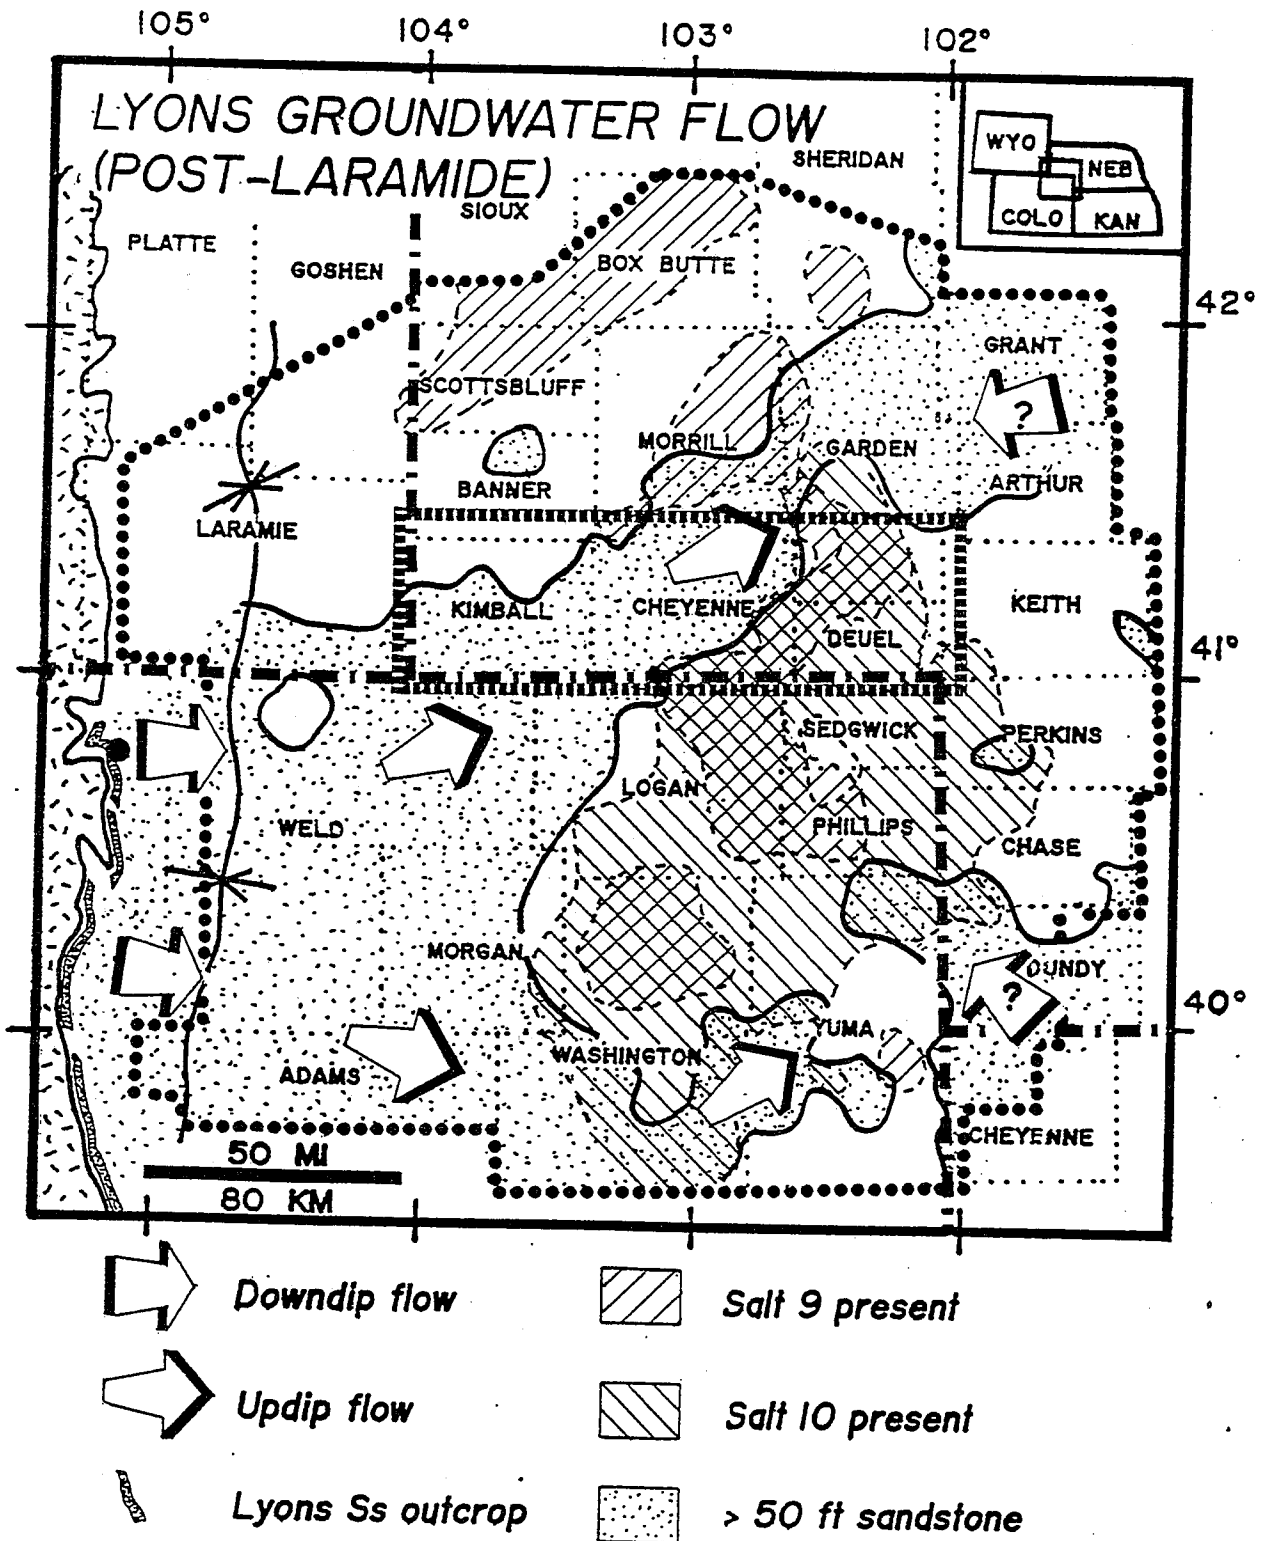 105° 104° 103° 102°
LYONS GROUNDWATER FLOW
(POST-LARAMIDE)
SHERIDAN
WYO
NEB
COLO
KAN
SIOUX
PLATTE
GOSHEN
BOX BUTTE
42°
GRANT
SCOTTSBLUFF
?
MORRILL
GARDEN
ARTHUR
BANNER
LARAMIE
KIMBALL
CHEYENNE
KEITH
DEUEL
41°
SEDGWICK
PERKINS
LOGAN
WELD
PHILLIPS
CHASE
MORGAN
DUNDY
?
40°
YUMA
WASHINGTON
ADAMS
CHEYENNE
50 MI
80 KM
Downdip flow
Salt 9 present
Updip flow
Salt 10 present
Lyons Ss outcrop
> 50 ft sandstone